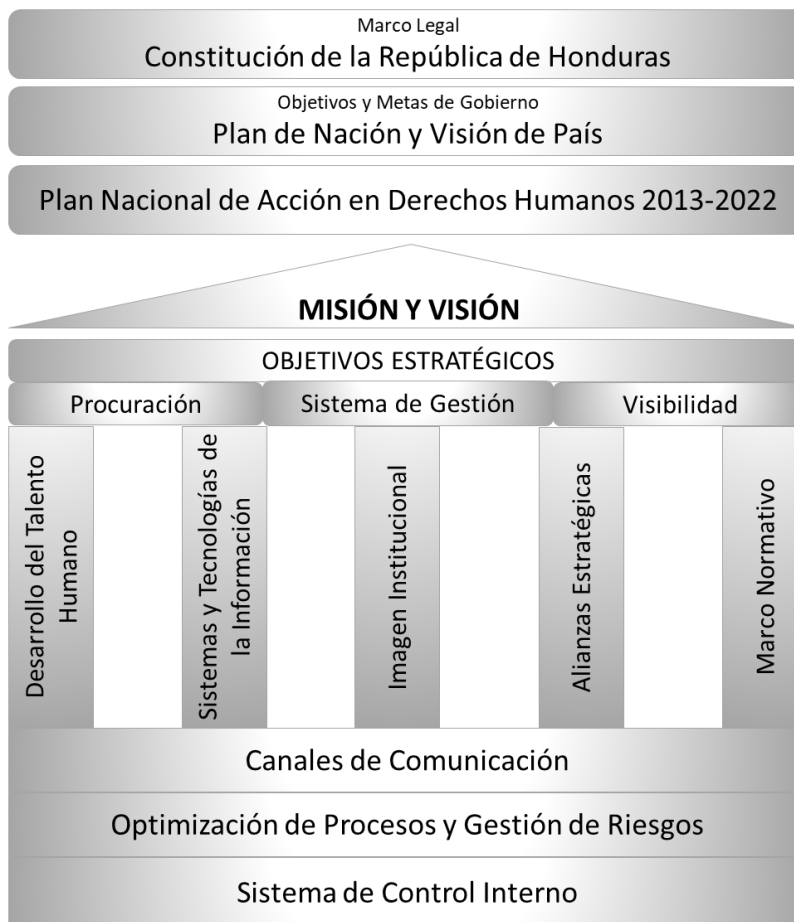 Marco Legal
Constitución de la República de Honduras
Objetivos y Metas de Gobierno
Plan de Nación y Visión de País
Plan Nacional de Acción en Derechos Humanos 2013-2022
MISIÓN Y VISIÓN
OBJETIVOS ESTRATÉGICOS
Procuración
Sistema de Gestión
Visibilidad
Desarrollo del Talento
Humano
Sistemas y Tecnologías de
la Información
Imagen Institucional
Alianzas Estratégicas
Marco Normativo
Canales de Comunicación
Optimización de Procesos y Gestión de Riesgos
Sistema de Control Interno